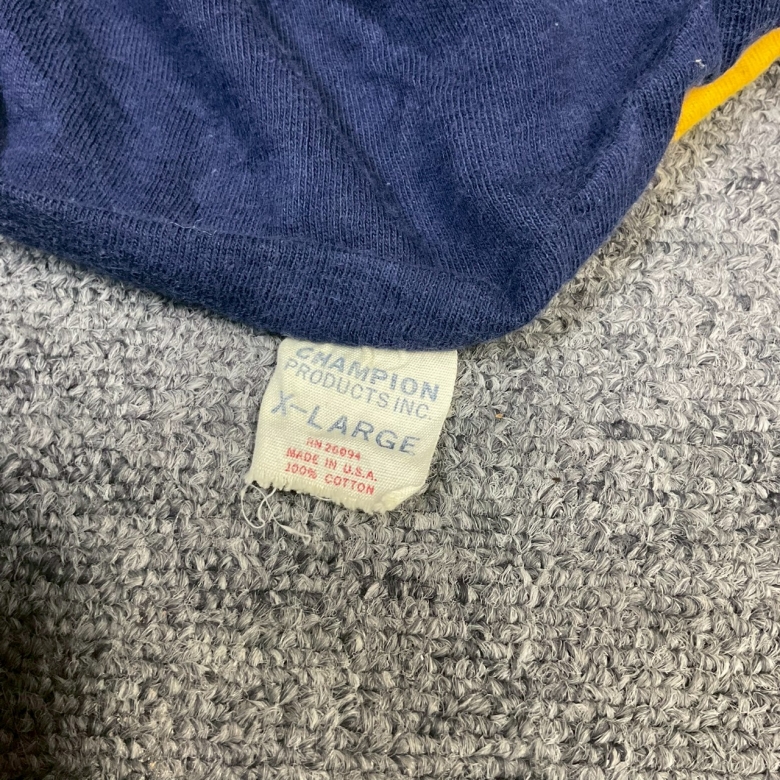 CHAMPION
PRODUCTS INC.
X-LARGE
RN 26094
MADE IN U.S.A.
100% COTTON